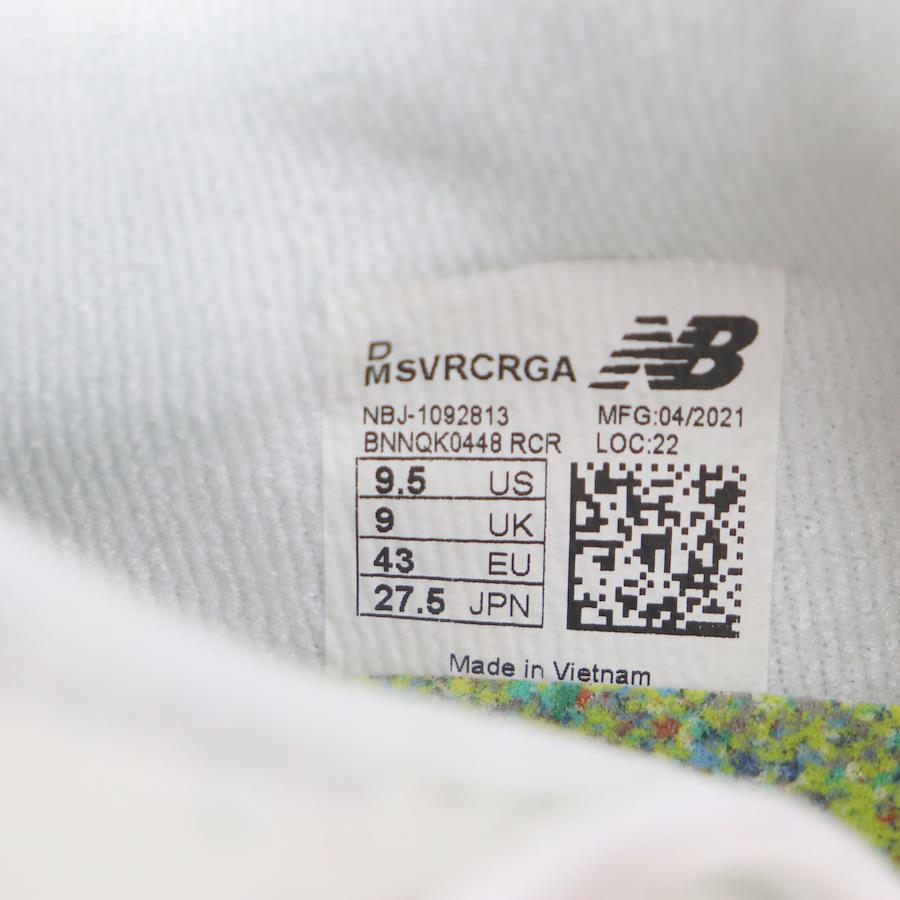 D
M SVRCRGA NB
NBJ-1092813 MFG:04/2021
BNNQK0448 RCR LOC:22
9.5 US
9 UK
43 EU
27.5 JPN
Made in Vietnam